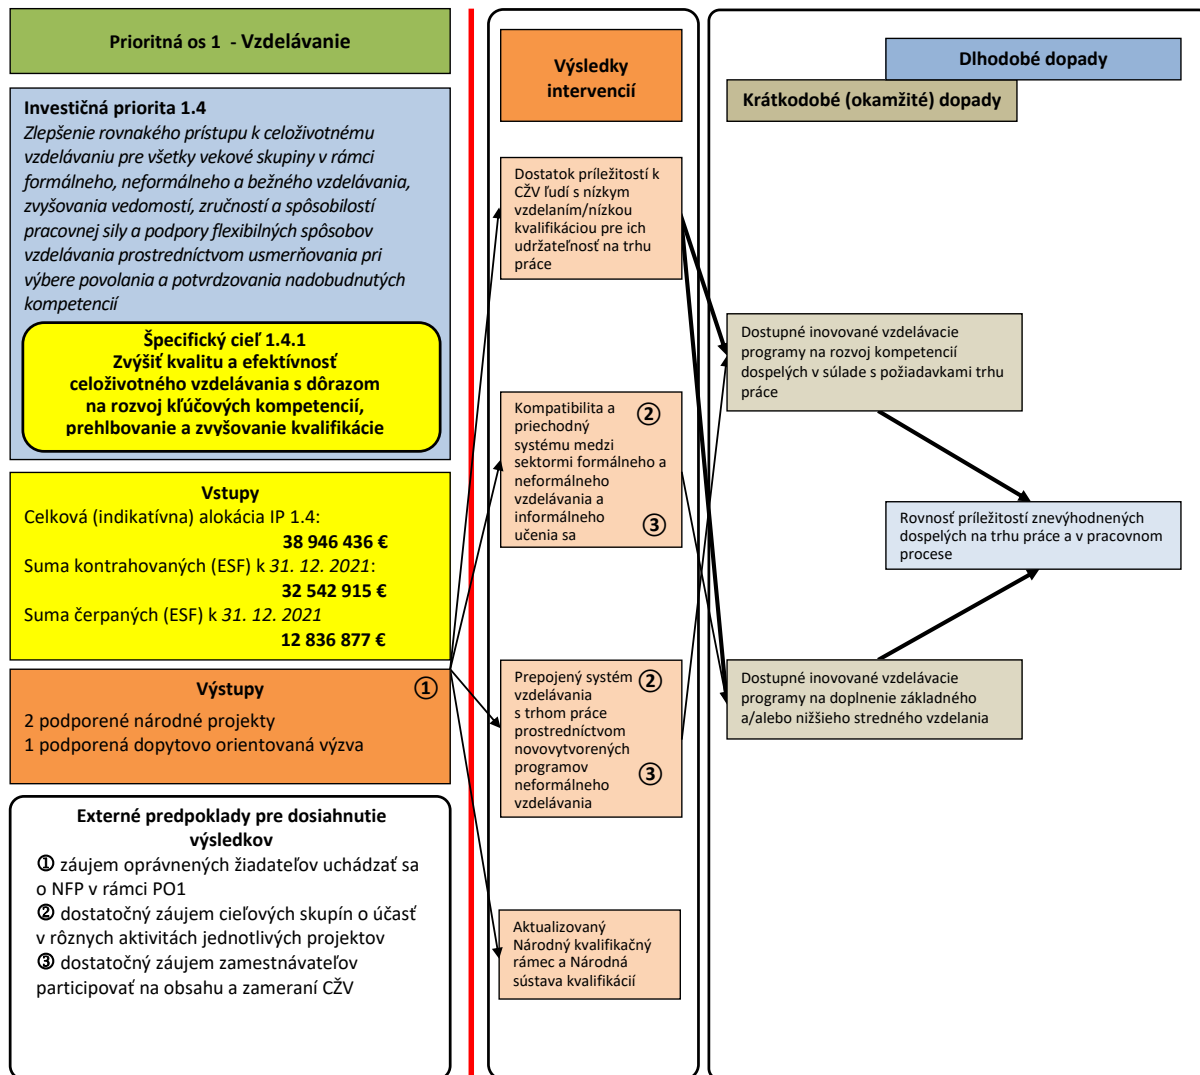 Prioritná os 1 - Vzdelávanie
Investičná priorita 1.4
Zlepšenie rovnakého prístupu k celoživotnému
vzdelávaniu pre všetky vekové skupiny v rámci
formálneho, neformálneho a bežného vzdelávania,
zvyšovania vedomostí, zručností a spôsobilostí
pracovnej sily a podpory flexibilných spôsobov
vzdelávania prostredníctvom usmerňovania pri
výbere povolania a potvrdzovania nadobudnutých
kompetencií
Špecifický cieľ 1.4.1
Zvýšiť kvalitu a efektívnosť
celoživotného vzdelávania s dôrazom
na rozvoj kľúčových kompetencií,
prehlbovanie a zvyšovanie kvalifikácie
Vstupy
Celková (indikatívna) alokácia IP 1.4:
38 946 436 €
Suma kontrahovaných (ESF) k 31. 12. 2021:
32 542 915 €
Suma čerpaných (ESF) k 31. 12. 2021
12 836 877 €
Výstupy ①
2 podporené národné projekty
1 podporená dopytovo orientovaná výzva
Externé predpoklady pre dosiahnutie
výsledkov
① záujem oprávnených žiadateľov uchádzať sa
o NFP v rámci PO1
② dostatočný záujem cieľových skupín o účasť
v rôznych aktivitách jednotlivých projektov
③ dostatočný záujem zamestnávateľov
participovať na obsahu a zameraní CŽV
Výsledky
intervencií
Dostatok príležitostí k
CŽV ľudí s nízkym
vzdelaním/nízkou
kvalifikáciou pre ich
udržateľnosť na trhu
práce
Kompatibilita a ②
priechodný
systému medzi
sektormi formálneho a
neformálneho
vzdelávania a
informálneho
učenia sa ③
Prepojený systém ②
vzdelávania
s trhom práce
prostredníctvom
novovytvorených
programov ③
neformálneho
vzdelávania
Aktualizovaný
Národný kvalifikačný
rámec a Národná
sústava kvalifikácií
Dlhodobé dopady
Krátkodobé (okamžité) dopady
Dostupné inovované vzdelávacie
programy na rozvoj kompetencií
dospelých v súlade s požiadavkami trhu
práce
Rovnosť príležitostí znevýhodnených
dospelých na trhu práce a v pracovnom
procese
Dostupné inovované vzdelávacie
programy na doplnenie základného
a/alebo nižšieho stredného vzdelania